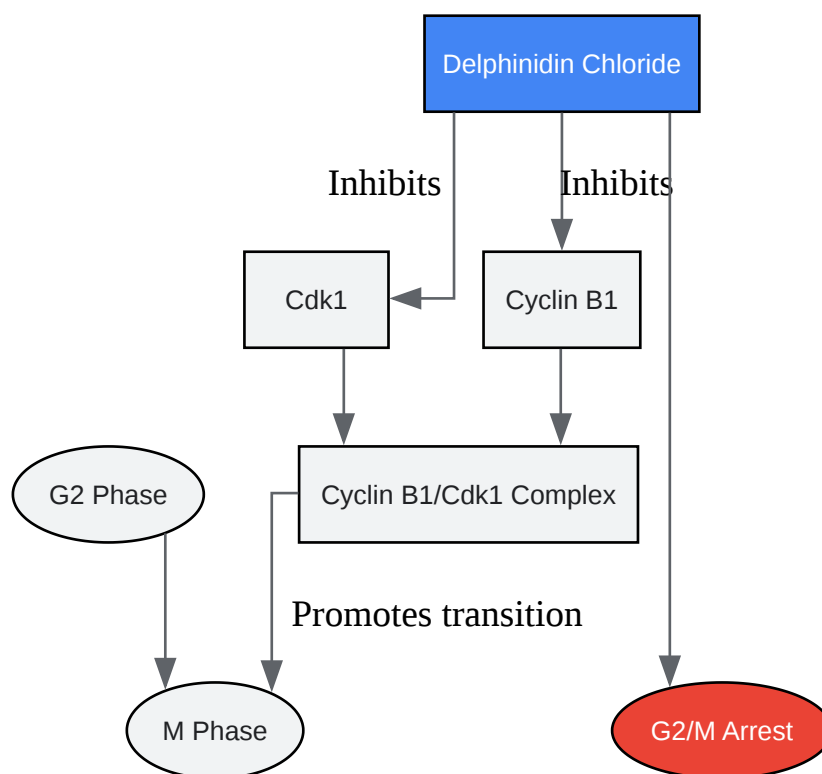 Delphinidin Chloride
Inhibits
Inhibits
Cdk1
Cyclin B1
G2 Phase
Cyclin B1/Cdk1 Complex
Promotes transition
M Phase
G2/M Arrest